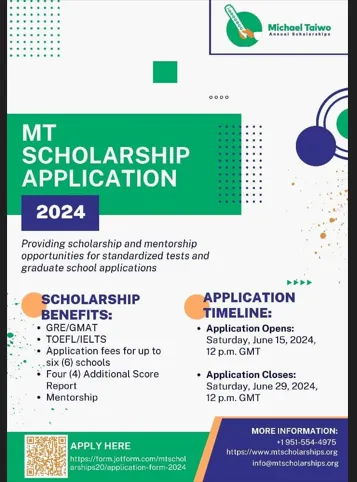 Michael Taiwo
Annual Scholarships
MT
SCHOLARSHIP
APPLICATION
2024
Providing scholarship and mentorship
opportunities for standardized tests and
graduate school applications
SCHOLARSHIP
BENEFITS:
• GRE/GMAT
• TOEFL/IELTS
• Application fees for up to
six (6) schools
• Four (4) Additional Score
Report
• Mentorship
APPLICATION
TIMELINE:
• Application Opens:
Saturday, June 15, 2024,
12 p.m. GMT
• Application Closes:
Saturday, June 29, 2024,
12 p.m. GMT
APPLY HERE
https://form.jotform.com/mtschol
arships20/application-form-2024
MORE INFORMATION:
+1 951-554-4975
https://www.mtscholarships.org
info@mtscholarships.org